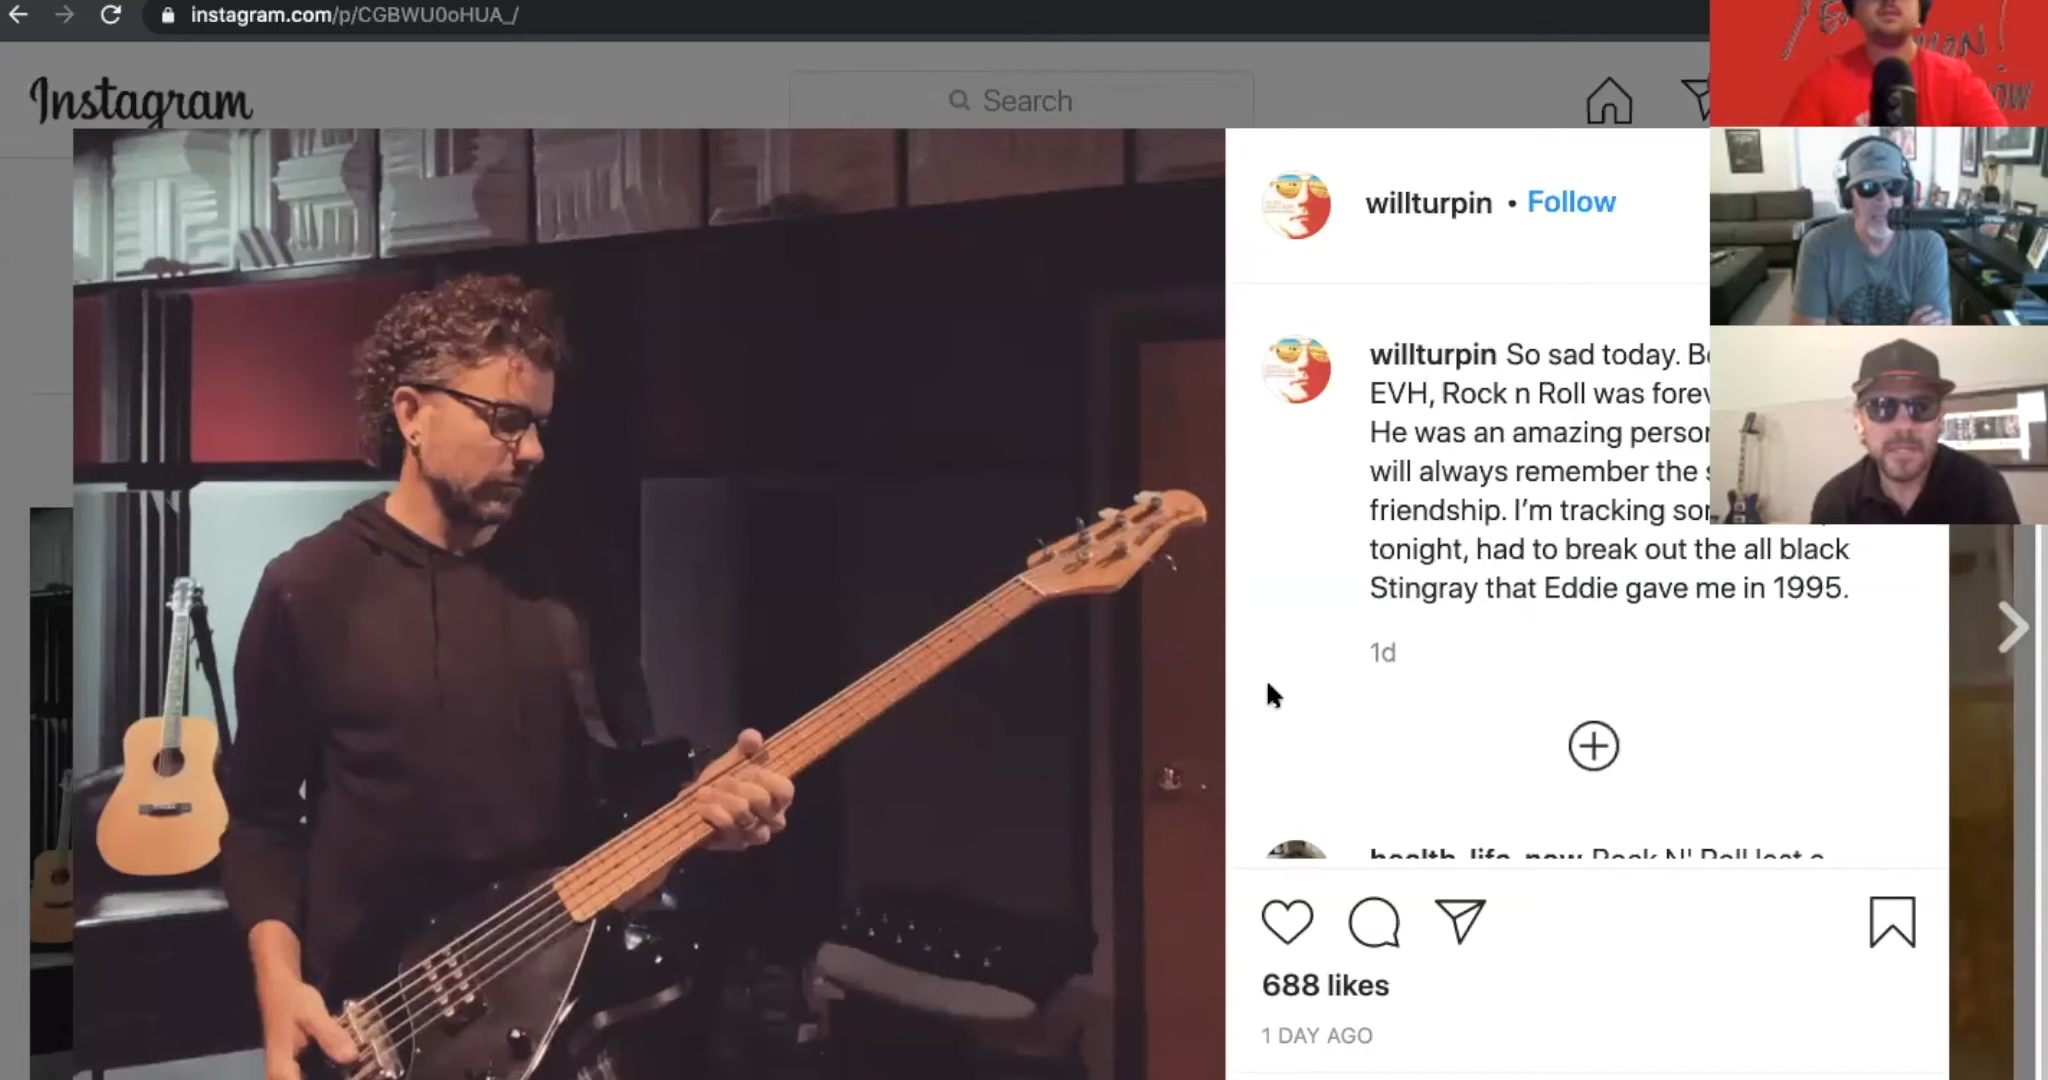 instagram.com/p/CGBWU0oHUA_/
Instagram
Search
willturpin • Follow
willturpin So sad today.
EVH, Rock n Roll was
He was an amazing
will always remember the
friendship. I'm tracking
tonight, had to break out the all black
Stingray that Eddie gave me in 1995.
1d
688 likes
1 DAY AGO